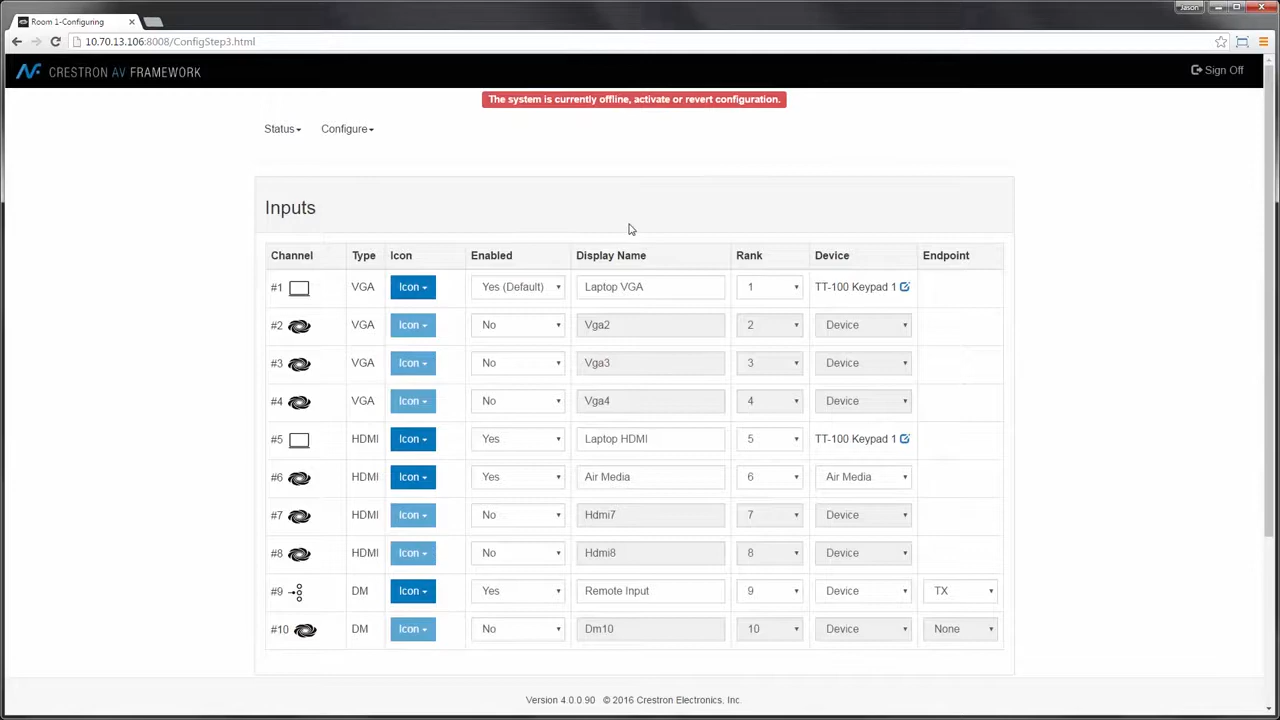 Room 1-Configuring
Jason
10.70.13.106:8008/ConfigStep3.html
CRESTRON AV FRAMEWORK
Sign Off
The system is currently offline, activate or revert configuration.
Status
Configure
Inputs
Channel Type Icon Enabled Display Name Rank Device Endpoint
#1 VGA Icon Yes (Default) Laptop VGA 1 TT-100 Keypad 1
#2 VGA Icon No Vga2 2 Device
#3 VGA Icon No Vga3 3 Device
#4 VGA Icon No Vga4 4 Device
#5 HDMI Icon Yes Laptop HDMI 5 TT-100 Keypad 1
#6 HDMI Icon Yes Air Media 6 Air Media
#7 HDMI Icon No Hdmi7 7 Device
#8 HDMI Icon No Hdmi8 8 Device
#9 DM Icon Yes Remote Input 9 Device TX
#10 DM Icon No Dm10 10 Device None
Version 4.0.0.90 © 2016 Crestron Electronics, Inc.